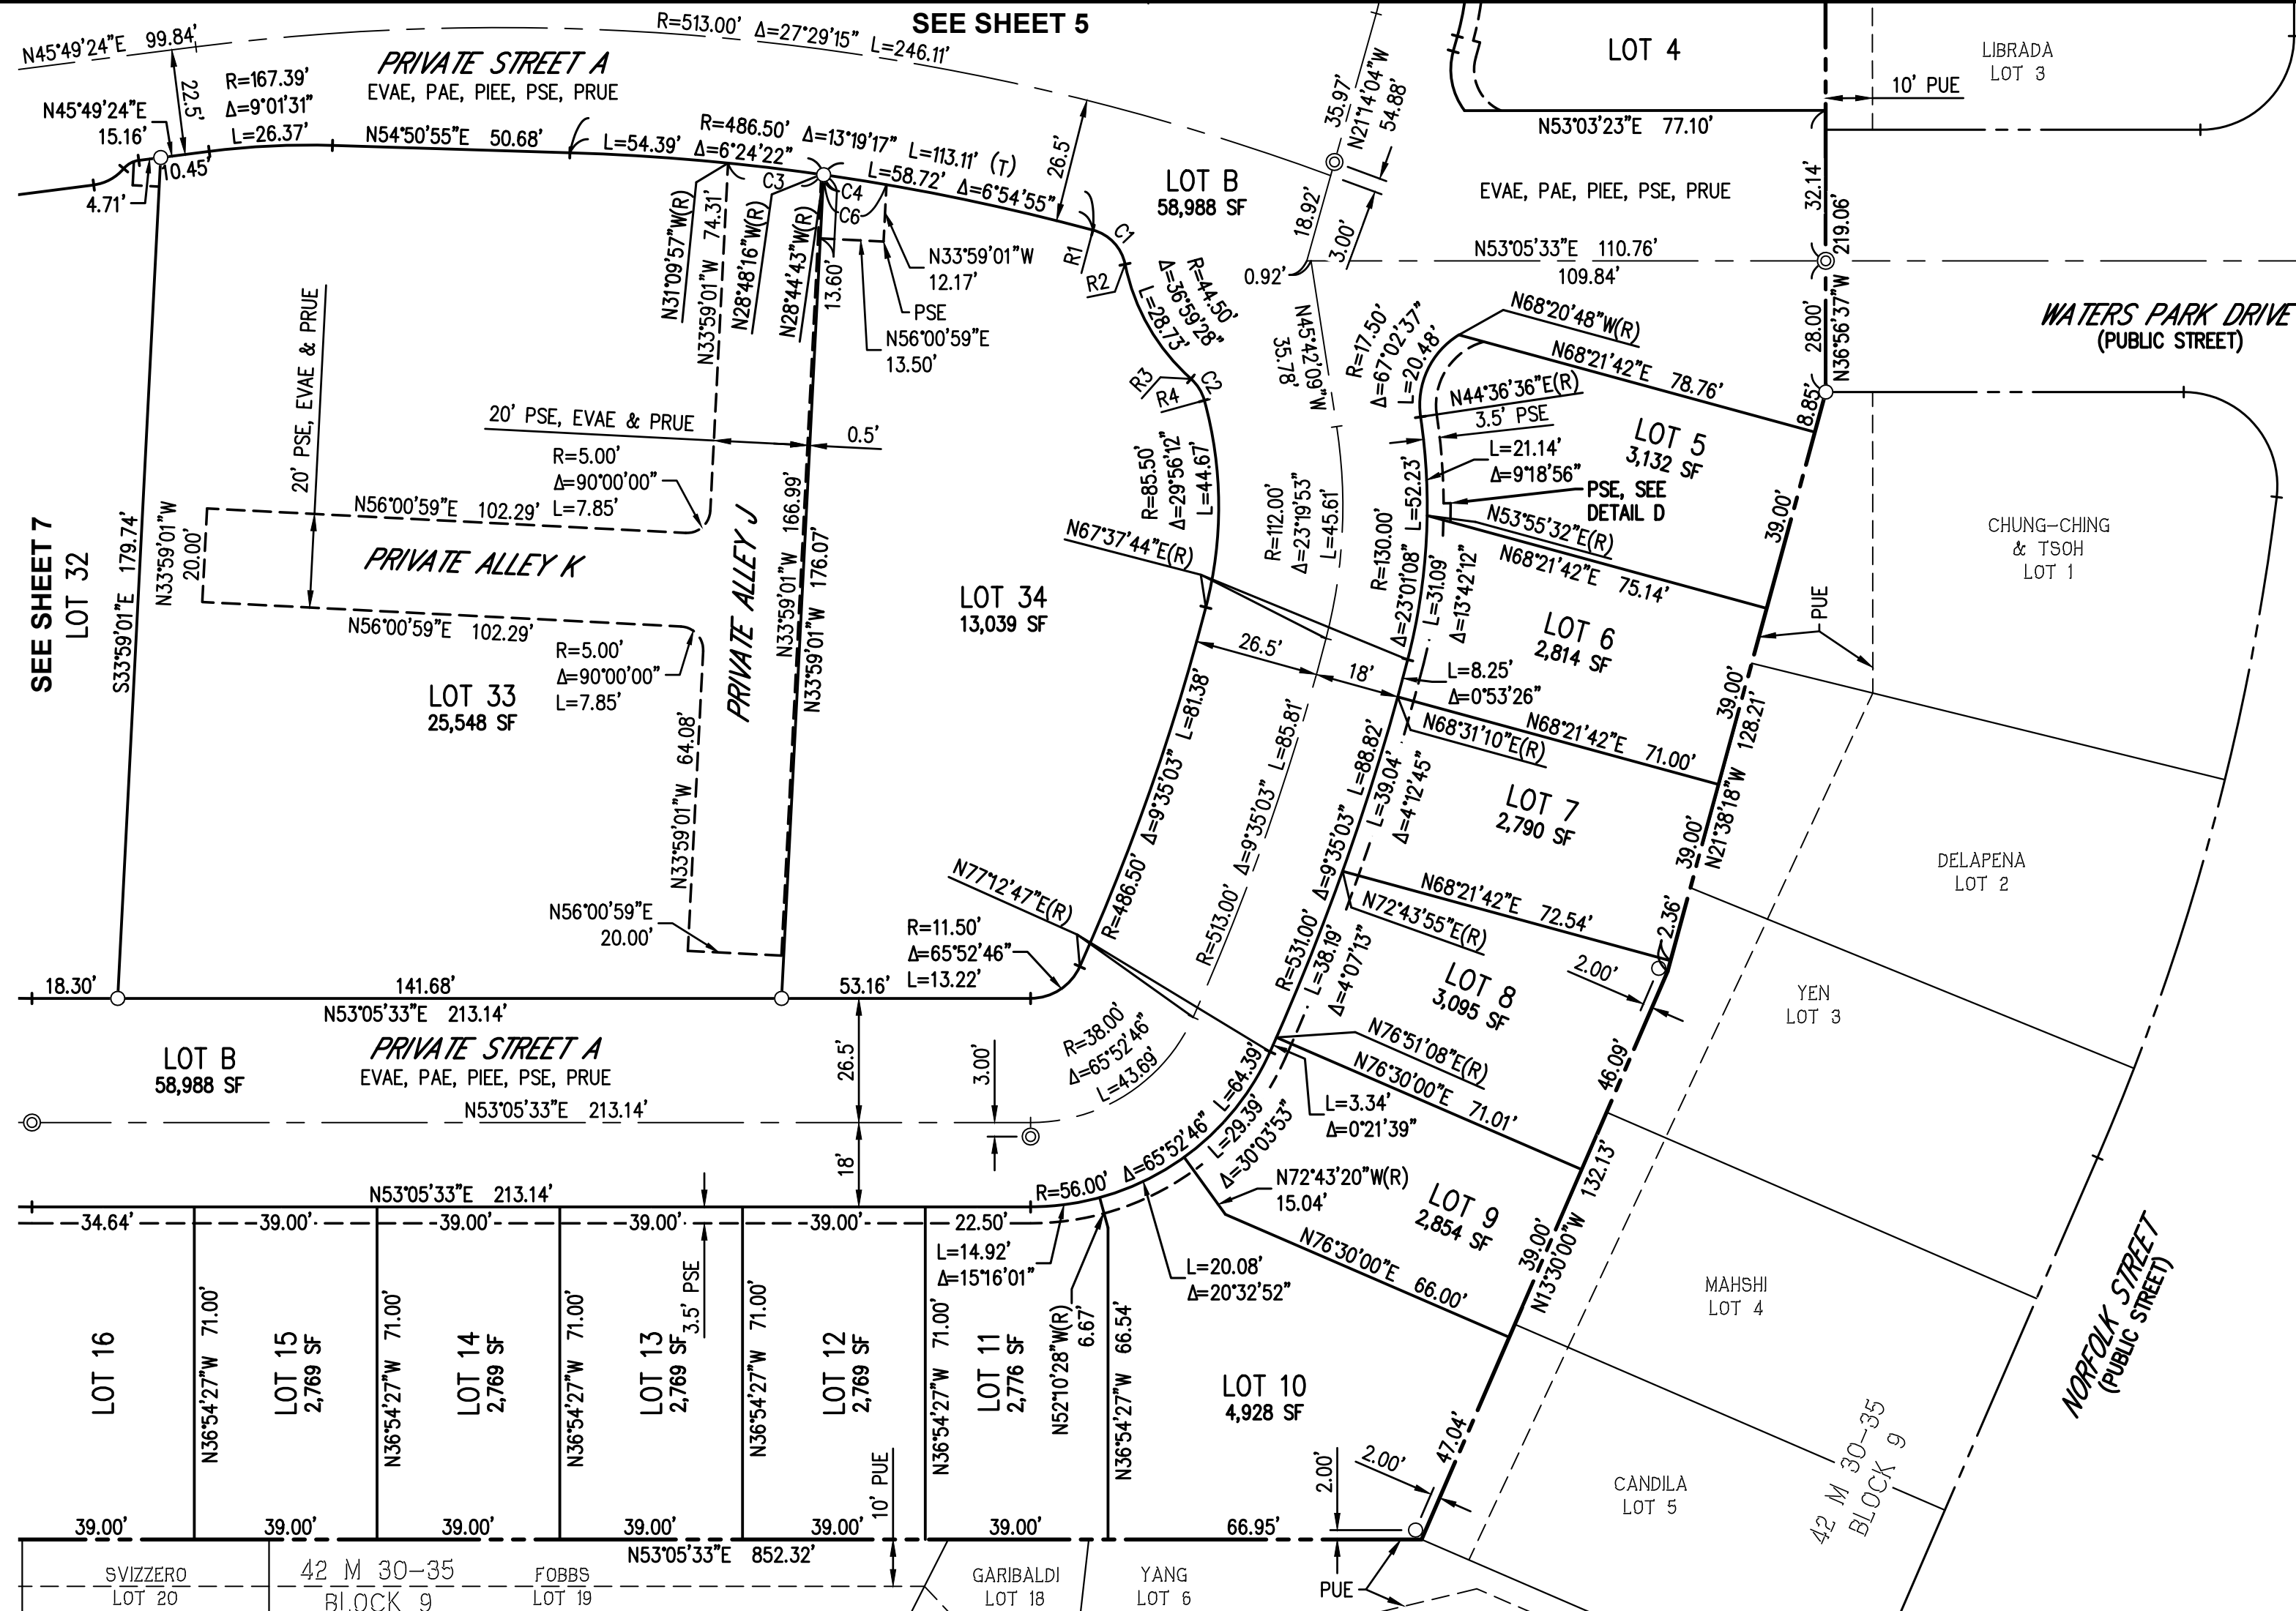 SEE SHEET 5
N45°49'24"E 99.84'
R=513.00' Δ=27°29'15" L=246.11'
PRIVATE STREET A
EVAE, PAE, PIEE, PSE, PRUE
22.5'
R=167.39'
Δ=9°01'31"
L=26.37'
N45°49'24"E
15.16'
10.45'
4.71'
N54°50'55"E 50.68'
L=54.39'
Δ=6°24'22"
R=486.50' Δ=13°19'17" L=113.11' (T)
L=58.72' Δ=6°54'55"
C3
C4
C6
26.5'
LOT B
58,988 SF
35.97'
N21°14'04"W
54.88'
18.92'
3.00'
0.92'
LOT 4
LIBRADA
LOT 3
10' PUE
N53°03'23"E 77.10'
EVAE, PAE, PIEE, PSE, PRUE
32.14'
219.06'
N36°56'37"W
28.00'
N53°05'33"E 110.76'
109.84'
WATERS PARK DRIVE
(PUBLIC STREET)
N31°09'57"W(R)
N33°59'01"W 74.31'
N28°48'16"W(R)
N28°44'43"W(R)
13.60'
N33°59'01"W
12.17'
PSE
N56°00'59"E
13.50'
R1
C1
R2
R=44.50'
Δ=36°59'28"
L=28.73'
R3
R4
C2
N45°42'09"W
35.78'
R=17.50'
Δ=67°02'37"
L=20.48'
N68°20'48"W(R)
N68°21'42"E 78.76'
8.85'
N44°36'36"E(R)
3.5' PSE
L=21.14'
Δ=9°18'56"
PSE, SEE
DETAIL D
LOT 5
3,132 SF
39.00'
CHUNG-CHING
& TSOH
LOT 1
20' PSE, EVAE & PRUE
20' PSE, EVAE & PRUE
0.5'
R=5.00'
Δ=90°00'00"
L=7.85'
N56°00'59"E 102.29'
PRIVATE ALLEY K
N33°59'01"W
20.00'
N56°00'59"E 102.29'
R=5.00'
Δ=90°00'00"
L=7.85'
SEE SHEET 7
LOT 32
S33°59'01"E 179.74'
LOT 33
25,548 SF
PRIVATE ALLEY J
N33°59'01"W 166.99'
N33°59'01"W 176.07'
N33°59'01"W 64.08'
N56°00'59"E
20.00'
LOT 34
13,039 SF
R=85.50'
Δ=29°56'12"
L=44.67'
N67°37'44"E(R)
R=112.00'
Δ=23°19'53"
L=45.61'
R=130.00'
Δ=23°01'08" L=52.23'
L=31.09'
Δ=13°42'12"
N53°55'32"E(R)
N68°21'42"E 75.14'
PUE
LOT 6
2,814 SF
26.5'
18'
L=8.25'
Δ=0°53'26"
N68°21'42"E 71.00'
N68°31'10"E(R)
39.00'
N21°38'18"W 128.21'
LOT 7
2,790 SF
39.00'
DELAPENA
LOT 2
R=486.50' Δ=9°35'03" L=81.38'
R=513.00' Δ=9°35'03" L=85.81'
R=531.00' Δ=9°35'03" L=88.82'
L=39.04'
Δ=4°12'45"
N77°12'47"E(R)
N68°21'42"E 72.54'
N72°43'55"E(R)
2.36'
2.00'
L=38.19'
Δ=4°07'13"
LOT 8
3,095 SF
YEN
LOT 3
R=11.50'
Δ=65°52'46"
L=13.22'
18.30'
141.68'
53.16'
N53°05'33"E 213.14'
LOT B
58,988 SF
PRIVATE STREET A
EVAE, PAE, PIEE, PSE, PRUE
N53°05'33"E 213.14'
26.5'
3.00'
18'
R=38.00'
Δ=65°52'46"
L=43.69'
N76°51'08"E(R)
N76°30'00"E 71.01'
46.09'
L=3.34'
Δ=0°21'39"
R=56.00' Δ=65°52'46" L=64.39'
L=29.39'
Δ=30°03'53"
N72°43'20"W(R)
15.04'
LOT 9
2,854 SF
132.13'
39.00'
N13°30'00"W
N76°30'00"E 66.00'
MAHSHI
LOT 4
NORFOLK STREET
(PUBLIC STREET)
N53°05'33"E 213.14'
34.64'
39.00'
39.00'
39.00'
39.00'
22.50'
L=14.92'
Δ=15°16'01"
L=20.08'
Δ=20°32'52"
3.5' PSE
LOT 16
N36°54'27"W 71.00'
LOT 15
2,769 SF
N36°54'27"W 71.00'
LOT 14
2,769 SF
N36°54'27"W 71.00'
LOT 13
2,769 SF
N36°54'27"W 71.00'
LOT 12
2,769 SF
N36°54'27"W 71.00'
LOT 11
2,776 SF
N52°10'28"W(R)
6.67'
N36°54'27"W 66.54'
LOT 10
4,928 SF
10' PUE
47.04'
2.00'
2.00'
CANDILA
LOT 5
42 M 30-35
BLOCK 9
39.00'
39.00'
39.00'
39.00'
39.00'
39.00'
66.95'
N53°05'33"E 852.32'
SVIZZERO
LOT 20
42 M 30-35
BLOCK 9
FOBBS
LOT 19
GARIBALDI
LOT 18
YANG
LOT 6
PUE